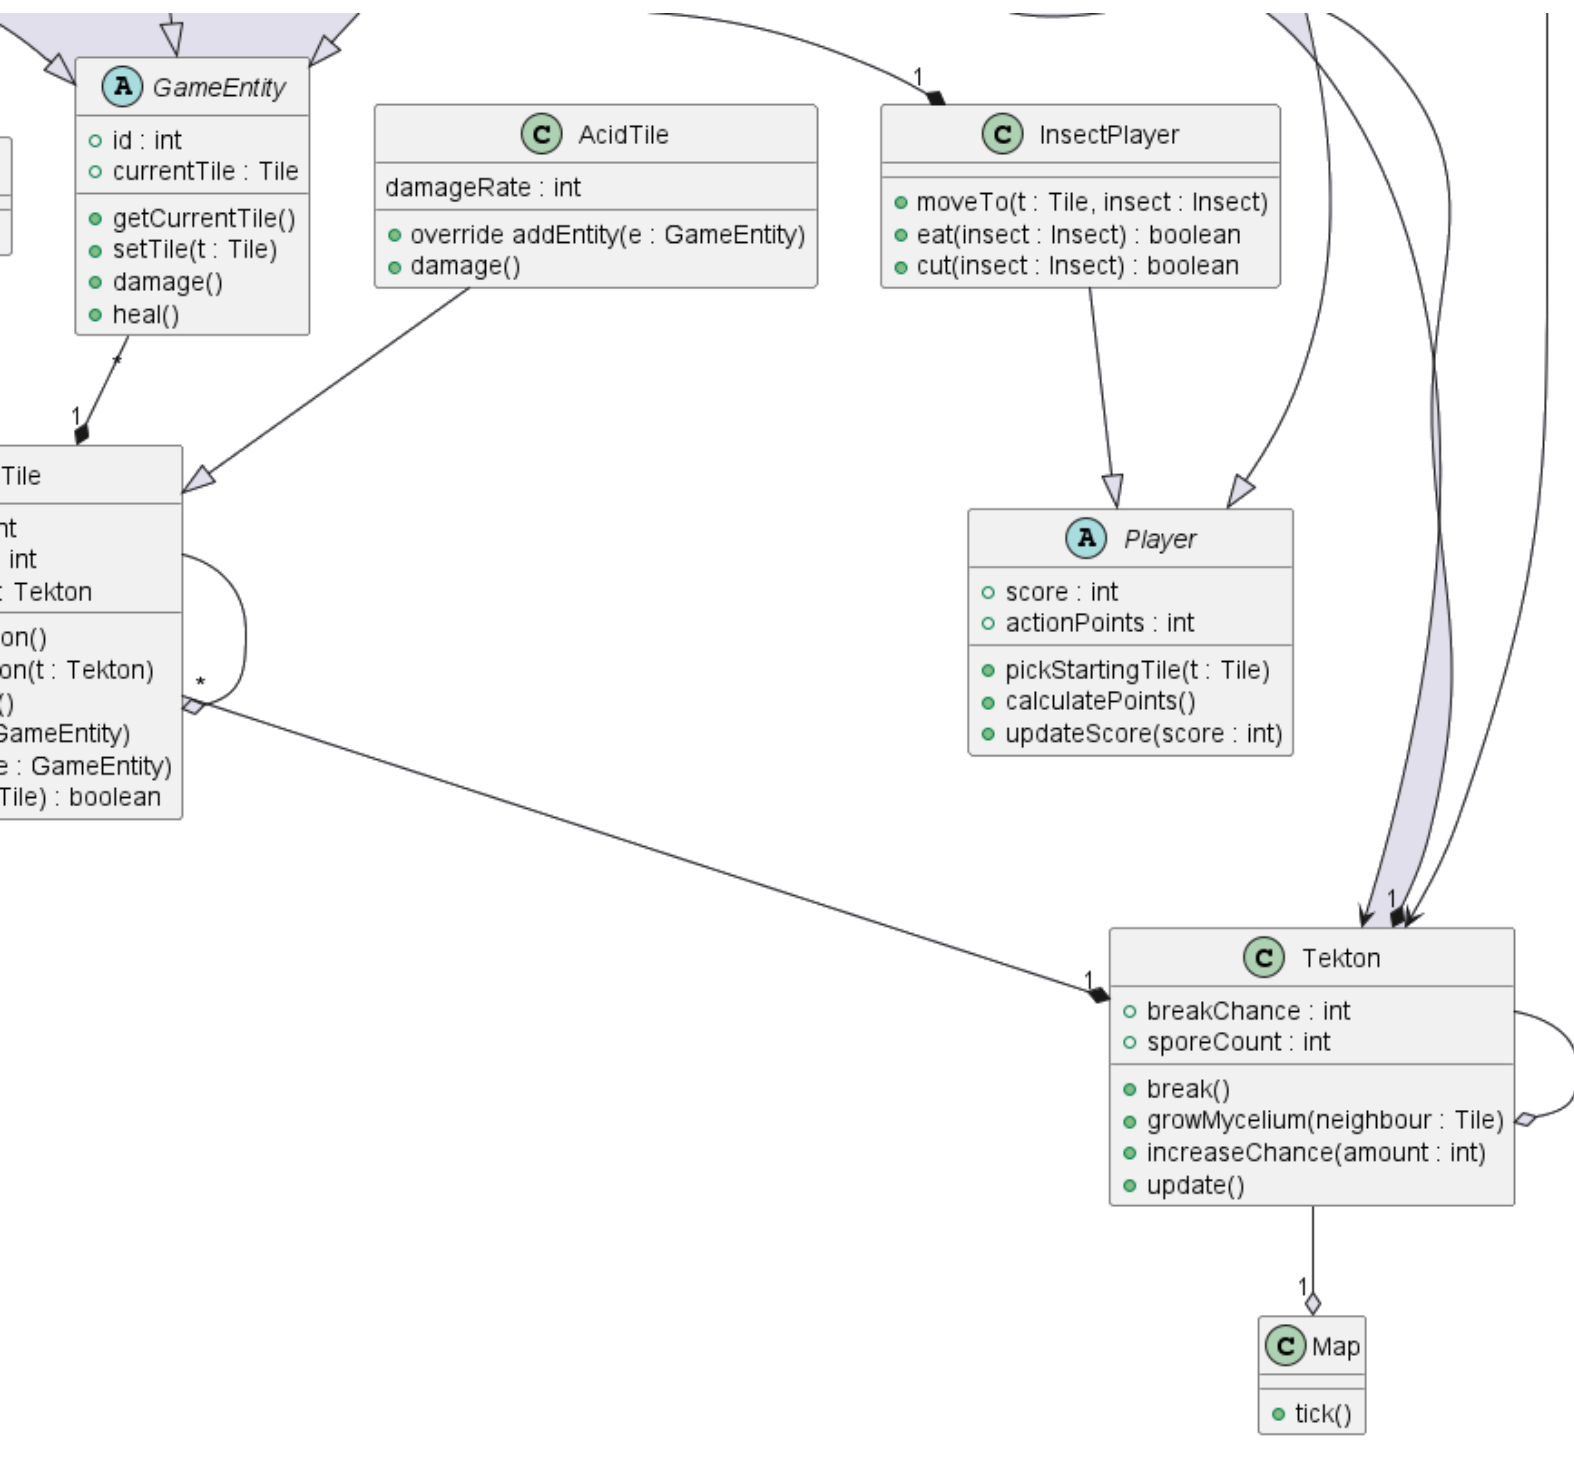 A GameEntity
id : int
currentTile : Tile
getCurrentTile()
setTile(t : Tile)
damage()
heal()
*
1
C AcidTile
damageRate : int
override addEntity(e : GameEntity)
damage()
1
C InsectPlayer
moveTo(t : Tile, insect : Insect)
eat(insect : Insect) : boolean
cut(insect : Insect) : boolean
Tile
int
: Tekton
on(t : Tekton)
()
GameEntity)
e : GameEntity)
Tile) : boolean
*
A Player
score : int
actionPoints : int
pickStartingTile(t : Tile)
calculatePoints()
updateScore(score : int)
1
1
C Tekton
breakChance : int
sporeCount : int
break()
growMycelium(neighbour : Tile)
increaseChance(amount : int)
update()
1
C Map
tick()